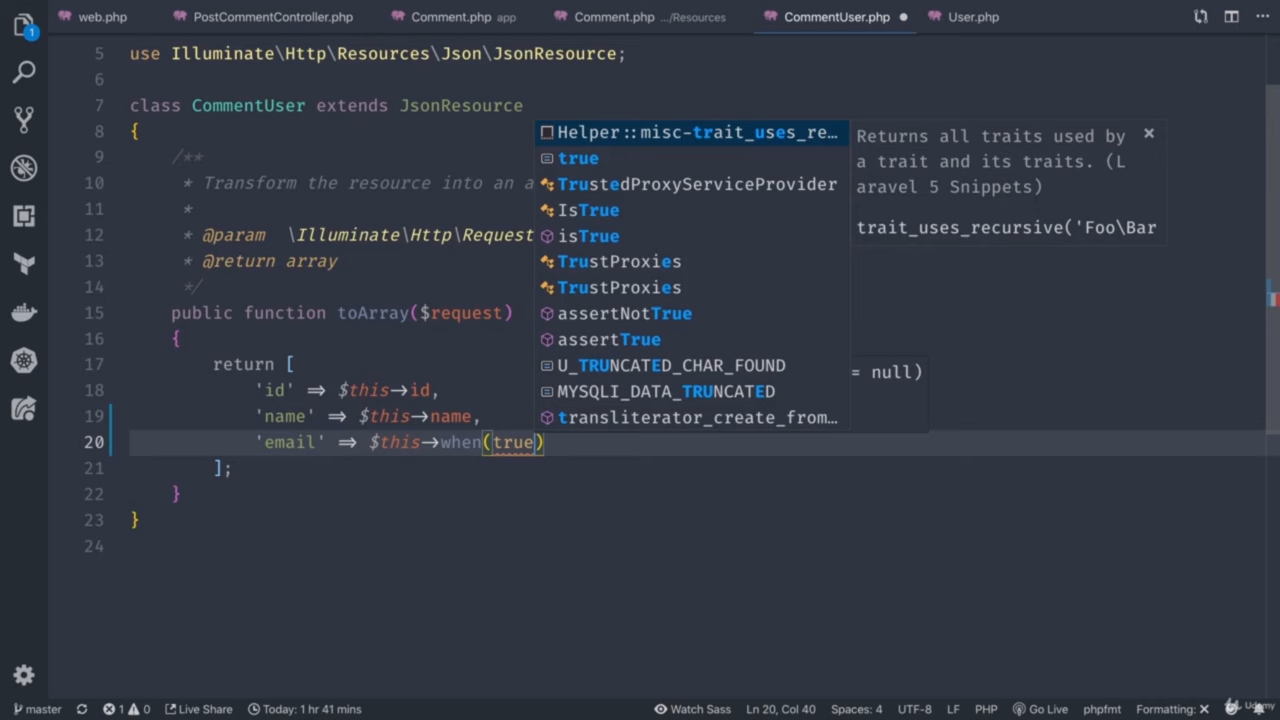 web.php PostCommentController.php Comment.php app Comment.php .../Resources CommentUser.php User.php
1
5 use Illuminate\Http\Resources\Json\JsonResource;
6
7 class CommentUser extends JsonResource
8 {
9 /**
10 * Transform the resource into an a
11 *
12 * @param \Illuminate\Http\Request
13 * @return array
14 */
15 public function toArray($request)
16 {
17 return [
18 'id' => $this->id,
19 'name' => $this->name,
20 'email' => $this->when(true)
21 ];
22 }
23 }
24
Helper::misc-trait_uses_re...
true
TrustedProxyServiceProvider
IsTrue
isTrue
TrustProxies
TrustProxies
assertNotTrue
assertTrue
U_TRUNCATED_CHAR_FOUND
MYSQLI_DATA_TRUNCATED
transliterator_create_from...
Returns all traits used by
a trait and its traits. (L
aravel 5 Snippets)
trait_uses_recursive('Foo\Bar
= null)
master 1 0 Live Share Today: 1 hr 41 mins Watch Sass Ln 20, Col 40 Spaces: 4 UTF-8 LF PHP Go Live phpfmt Formatting: ✕
Udemy